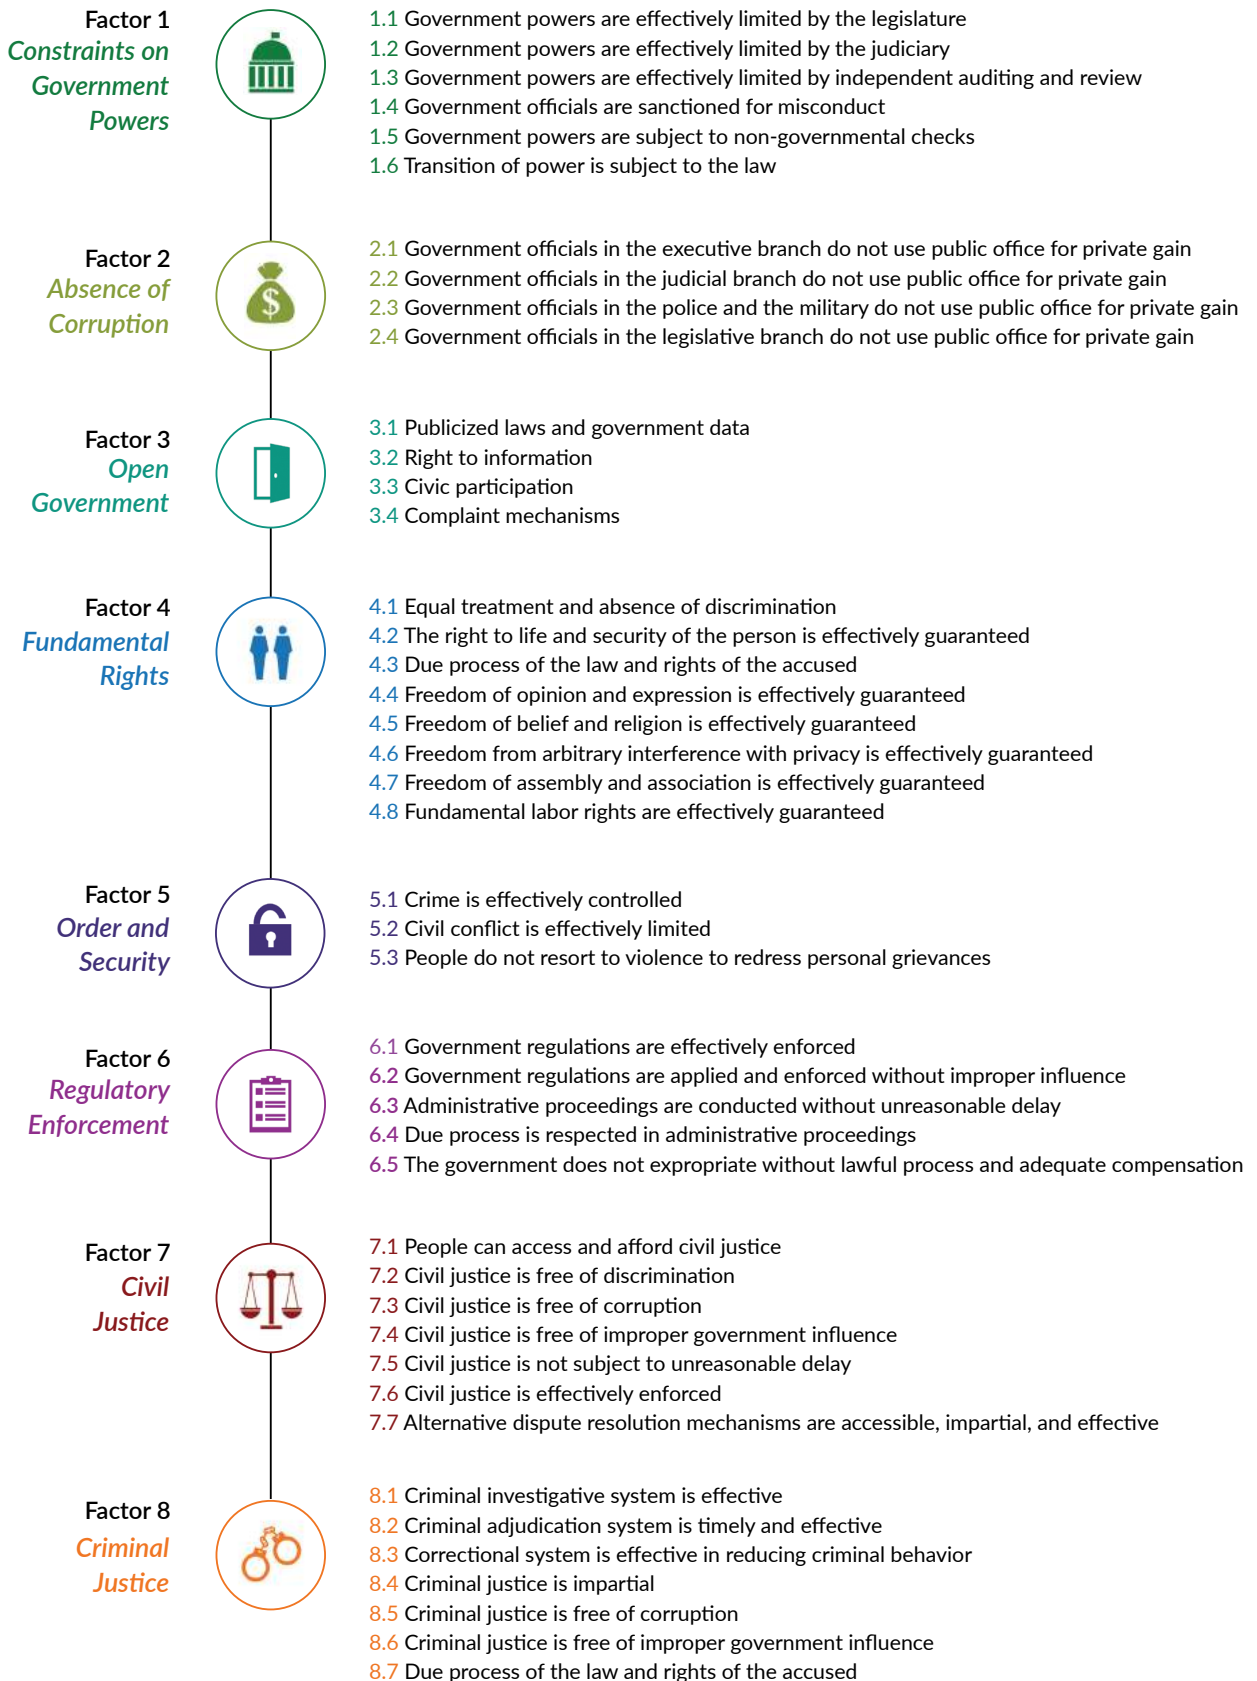 Factor 1
Constraints on
Government
Powers
1.1 Government powers are effectively limited by the legislature
1.2 Government powers are effectively limited by the judiciary
1.3 Government powers are effectively limited by independent auditing and review
1.4 Government officials are sanctioned for misconduct
1.5 Government powers are subject to non-governmental checks
1.6 Transition of power is subject to the law
Factor 2
Absence of
Corruption
$
2.1 Government officials in the executive branch do not use public office for private gain
2.2 Government officials in the judicial branch do not use public office for private gain
2.3 Government officials in the police and the military do not use public office for private gain
2.4 Government officials in the legislative branch do not use public office for private gain
Factor 3
Open
Government
3.1 Publicized laws and government data
3.2 Right to information
3.3 Civic participation
3.4 Complaint mechanisms
Factor 4
Fundamental
Rights
4.1 Equal treatment and absence of discrimination
4.2 The right to life and security of the person is effectively guaranteed
4.3 Due process of the law and rights of the accused
4.4 Freedom of opinion and expression is effectively guaranteed
4.5 Freedom of belief and religion is effectively guaranteed
4.6 Freedom from arbitrary interference with privacy is effectively guaranteed
4.7 Freedom of assembly and association is effectively guaranteed
4.8 Fundamental labor rights are effectively guaranteed
Factor 5
Order and
Security
5.1 Crime is effectively controlled
5.2 Civil conflict is effectively limited
5.3 People do not resort to violence to redress personal grievances
Factor 6
Regulatory
Enforcement
6.1 Government regulations are effectively enforced
6.2 Government regulations are applied and enforced without improper influence
6.3 Administrative proceedings are conducted without unreasonable delay
6.4 Due process is respected in administrative proceedings
6.5 The government does not expropriate without lawful process and adequate compensation
Factor 7
Civil
Justice
7.1 People can access and afford civil justice
7.2 Civil justice is free of discrimination
7.3 Civil justice is free of corruption
7.4 Civil justice is free of improper government influence
7.5 Civil justice is not subject to unreasonable delay
7.6 Civil justice is effectively enforced
7.7 Alternative dispute resolution mechanisms are accessible, impartial, and effective
Factor 8
Criminal
Justice
8.1 Criminal investigative system is effective
8.2 Criminal adjudication system is timely and effective
8.3 Correctional system is effective in reducing criminal behavior
8.4 Criminal justice is impartial
8.5 Criminal justice is free of corruption
8.6 Criminal justice is free of improper government influence
8.7 Due process of the law and rights of the accused